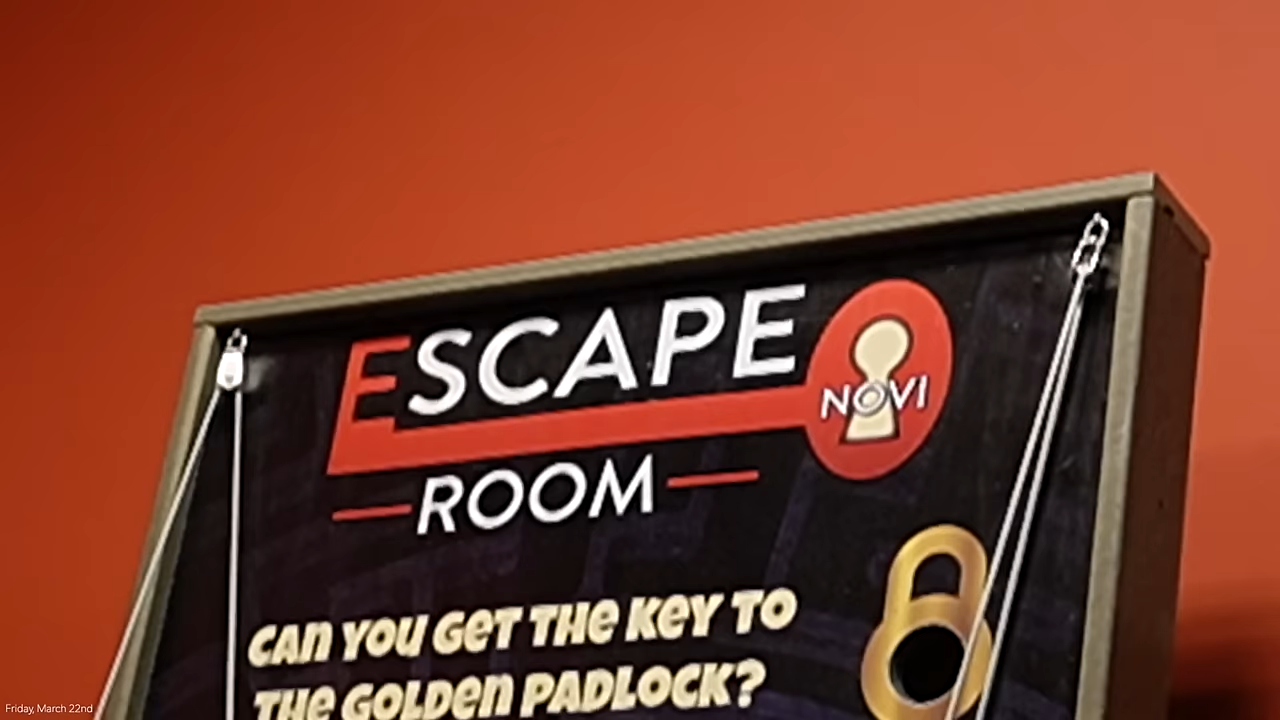 ESCAPE
NOVI
ROOM
CAN YOU GET THE KEY TO
THE GOLDEN PADLOCK?
Friday, March 22nd